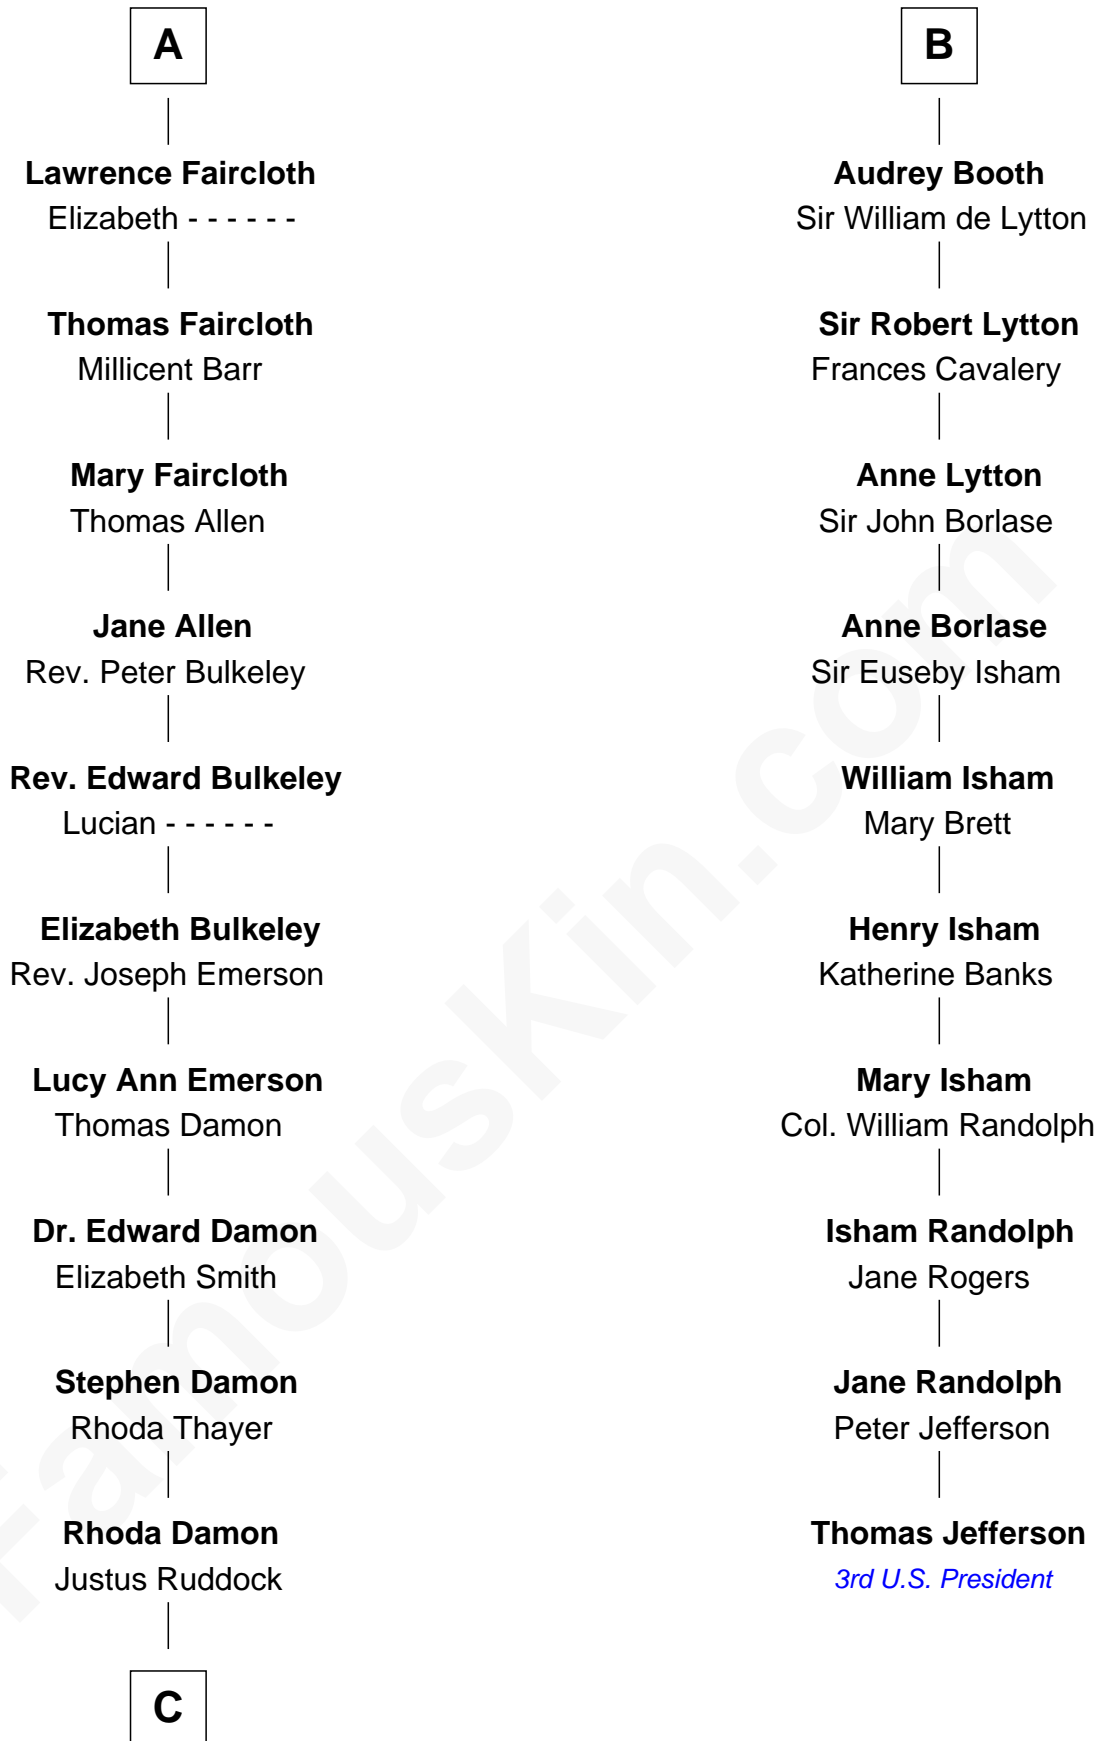 A
Lawrence Faircloth
Elizabeth - - - - - -
Thomas Faircloth
Millicent Barr
Mary Faircloth
Thomas Allen
Jane Allen
Rev. Peter Bulkeley
Rev. Edward Bulkeley
Lucian - - - - - -
Elizabeth Bulkeley
Rev. Joseph Emerson
Lucy Ann Emerson
Thomas Damon
Dr. Edward Damon
Elizabeth Smith
Stephen Damon
Rhoda Thayer
Rhoda Damon
Justus Ruddock
C
B
Audrey Booth
Sir William de Lytton
Sir Robert Lytton
Frances Cavalery
Anne Lytton
Sir John Borlase
Anne Borlase
Sir Euseby Isham
William Isham
Mary Brett
Henry Isham
Katherine Banks
Mary Isham
Col. William Randolph
Isham Randolph
Jane Rogers
Jane Randolph
Peter Jefferson
Thomas Jefferson
3rd U.S. President
FamousKin.com